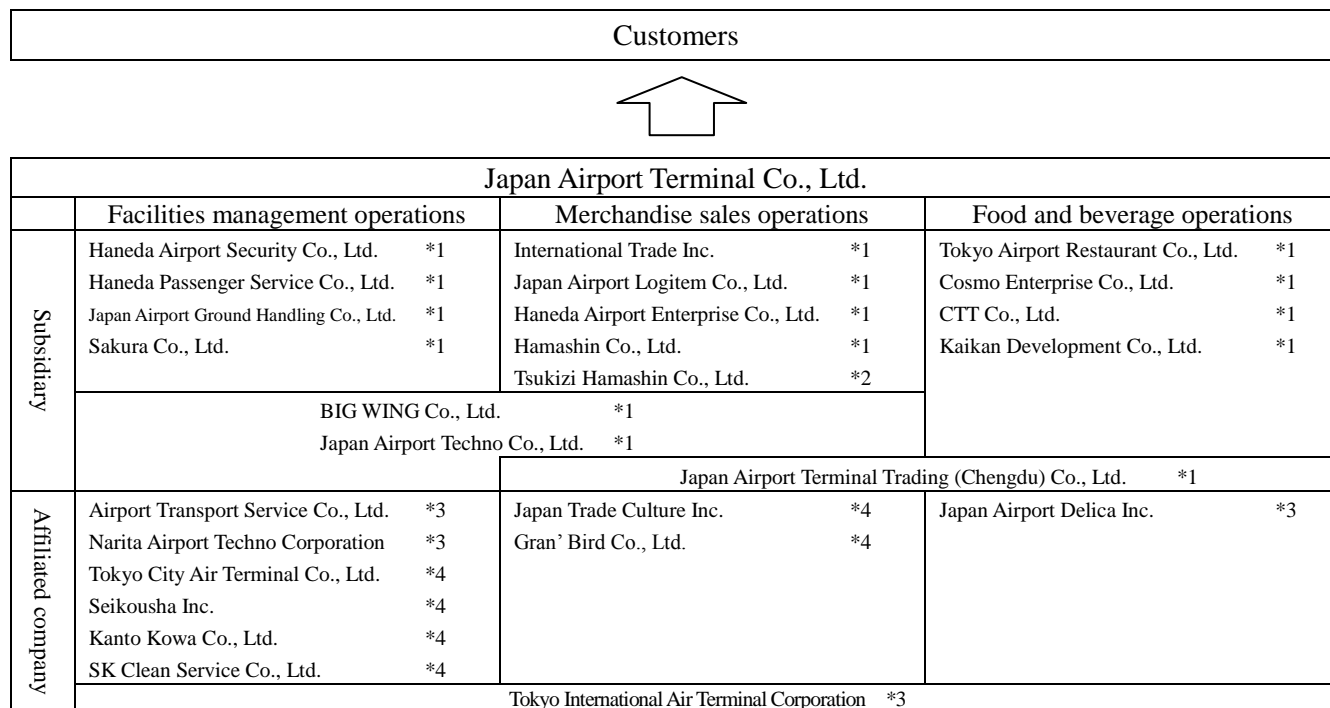 Customers
Japan Airport Terminal Co., Ltd.
Facilities management operations Merchandise sales operations Food and beverage operations
Subsidiary
Haneda Airport Security Co., Ltd. *1 International Trade Inc. *1 Tokyo Airport Restaurant Co., Ltd. *1
Haneda Passenger Service Co., Ltd. *1 Japan Airport Logitem Co., Ltd. *1 Cosmo Enterprise Co., Ltd. *1
Japan Airport Ground Handling Co., Ltd. *1 Haneda Airport Enterprise Co., Ltd. *1 CTT Co., Ltd. *1
Sakura Co., Ltd. *1 Hamashin Co., Ltd. *1 Kaikan Development Co., Ltd. *1
Tsukizi Hamashin Co., Ltd. *2
BIG WING Co., Ltd. *1
Japan Airport Techno Co., Ltd. *1
Japan Airport Terminal Trading (Chengdu) Co., Ltd. *1
Affiliated company
Airport Transport Service Co., Ltd. *3 Japan Trade Culture Inc. *4 Japan Airport Delica Inc. *3
Narita Airport Techno Corporation *3 Gran’ Bird Co., Ltd. *4
Tokyo City Air Terminal Co., Ltd. *4
Seikousha Inc. *4
Kanto Kowa Co., Ltd. *4
SK Clean Service Co., Ltd. *4
Tokyo International Air Terminal Corporation *3